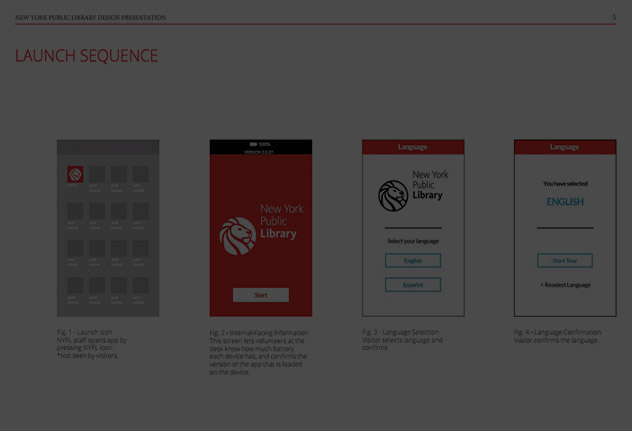 NEW YORK PUBLIC LIBRARY DESIGN PRESENTATION
5
LAUNCH SEQUENCE
100%
VERSION 0.0.27
New York
Public
Library
Start
Language
New York
Public
Library
Select your language
English
Español
Language
You have selected
ENGLISH
Start Tour
< Reselect Language
Fig. 1 - Launch Icon
NYPL staff opens app by
pressing NYPL icon.
*Not seen by visitors.
Fig. 2 - Internal-Facing Information
This screen lets volunteers at the
desk know how much battery
each device has, and confirms the
version of the app that is loaded
on the device.
Fig. 3 - Language Selection
Visitor selects language and
confirms.
Fig. 4 - Language Confirmation
Visitor confirms the language.